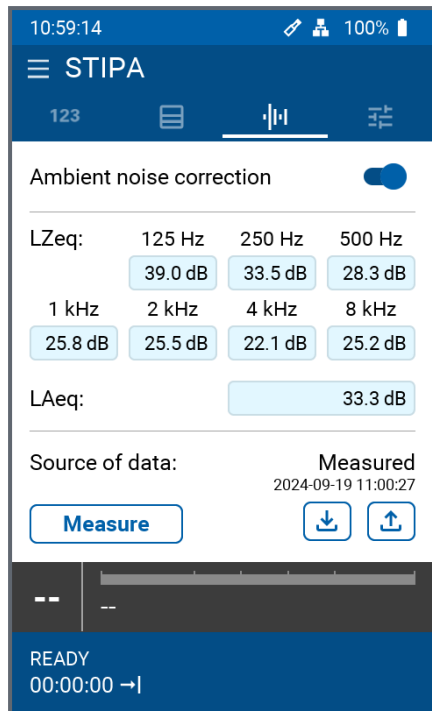 10:59:14 100%
STIPA
123
Ambient noise correction
LZeq: 125 Hz 250 Hz 500 Hz
39.0 dB 33.5 dB 28.3 dB
1 kHz 2 kHz 4 kHz 8 kHz
25.8 dB 25.5 dB 22.1 dB 25.2 dB
LAeq: 33.3 dB
Source of data: Measured
2024-09-19 11:00:27
Measure
--
--
READY
00:00:00